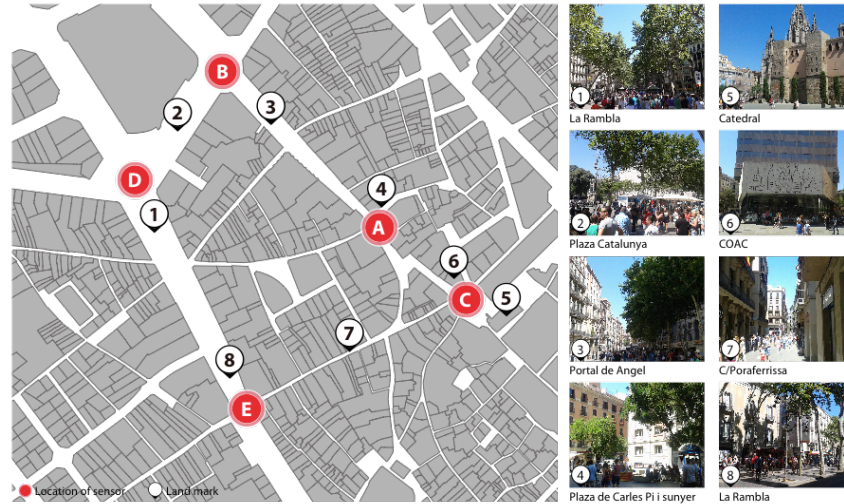 B
2
3
D
4
1
A
6
5
C
7
8
E
Location of sensor
Land mark
1
La Rambla
5
Catedral
2
Plaza Catalunya
6
COAC
3
Portal de Angel
7
C/Poraferrissa
4
Plaza de Carles Pi i sunyer
8
La Rambla